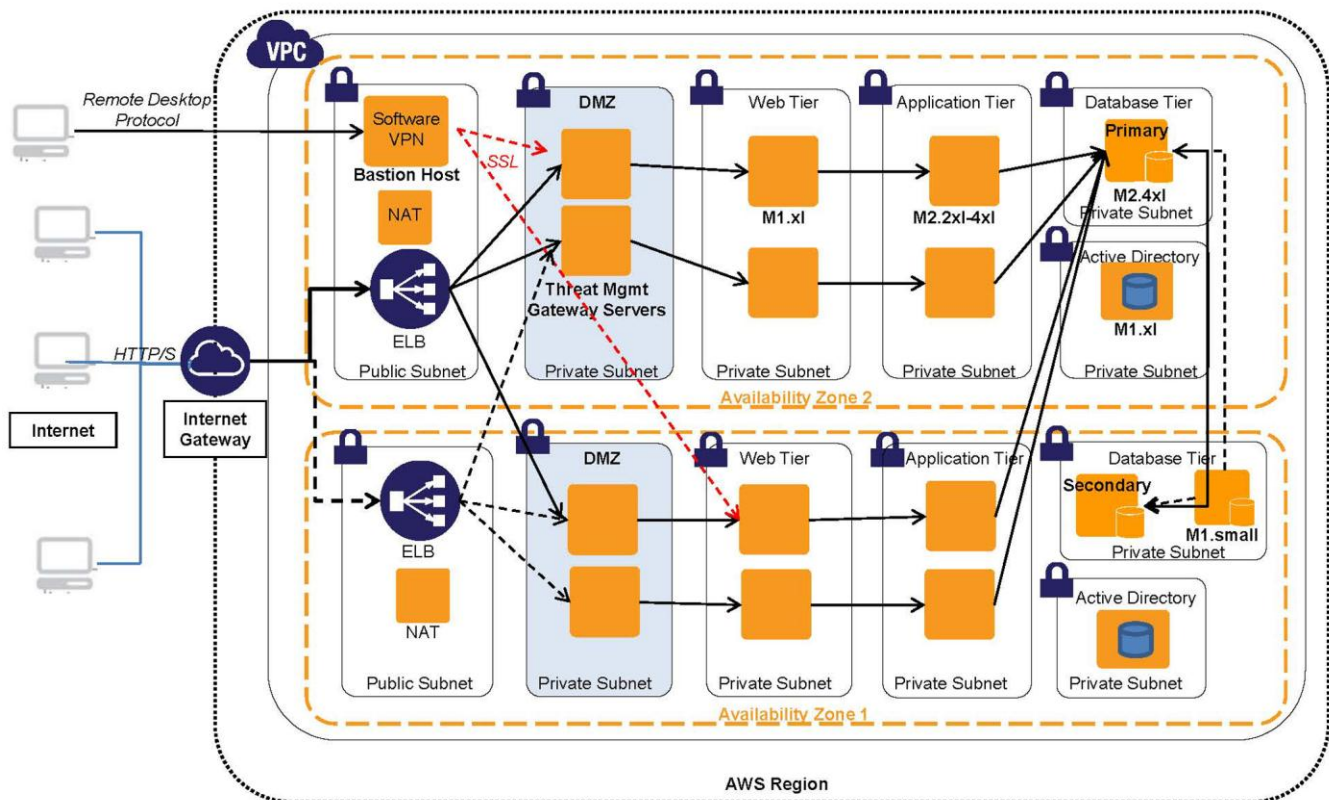 VPC
Remote Desktop
Protocol
Software
VPN
Bastion Host
NAT
ELB
Public Subnet
SSL
DMZ
Threat Mgmt
Gateway Servers
Private Subnet
Web Tier
M1.xl
Private Subnet
Application Tier
M2.2xl-4xl
Private Subnet
Database Tier
Primary
M2.4xl
Private Subnet
Active Directory
M1.xl
Private Subnet
Availability Zone 2
HTTP/S
Internet
Internet
Gateway
ELB
NAT
Public Subnet
DMZ
Private Subnet
Web Tier
Private Subnet
Application Tier
Private Subnet
Database Tier
Secondary
M1.small
Private Subnet
Active Directory
Private Subnet
Availability Zone 1
AWS Region